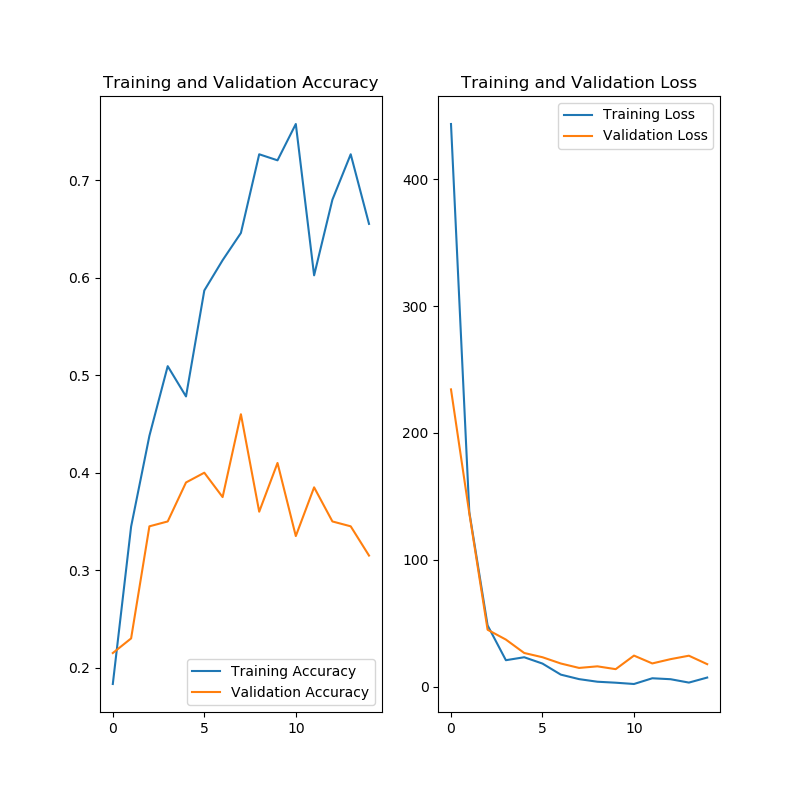 Training and Validation Accuracy
0.7
0.6
0.5
0.4
0.3
0.2
Training Accuracy
Validation Accuracy
0 5 10
Training and Validation Loss
Training Loss
Validation Loss
400
300
200
100
0
0 5 10